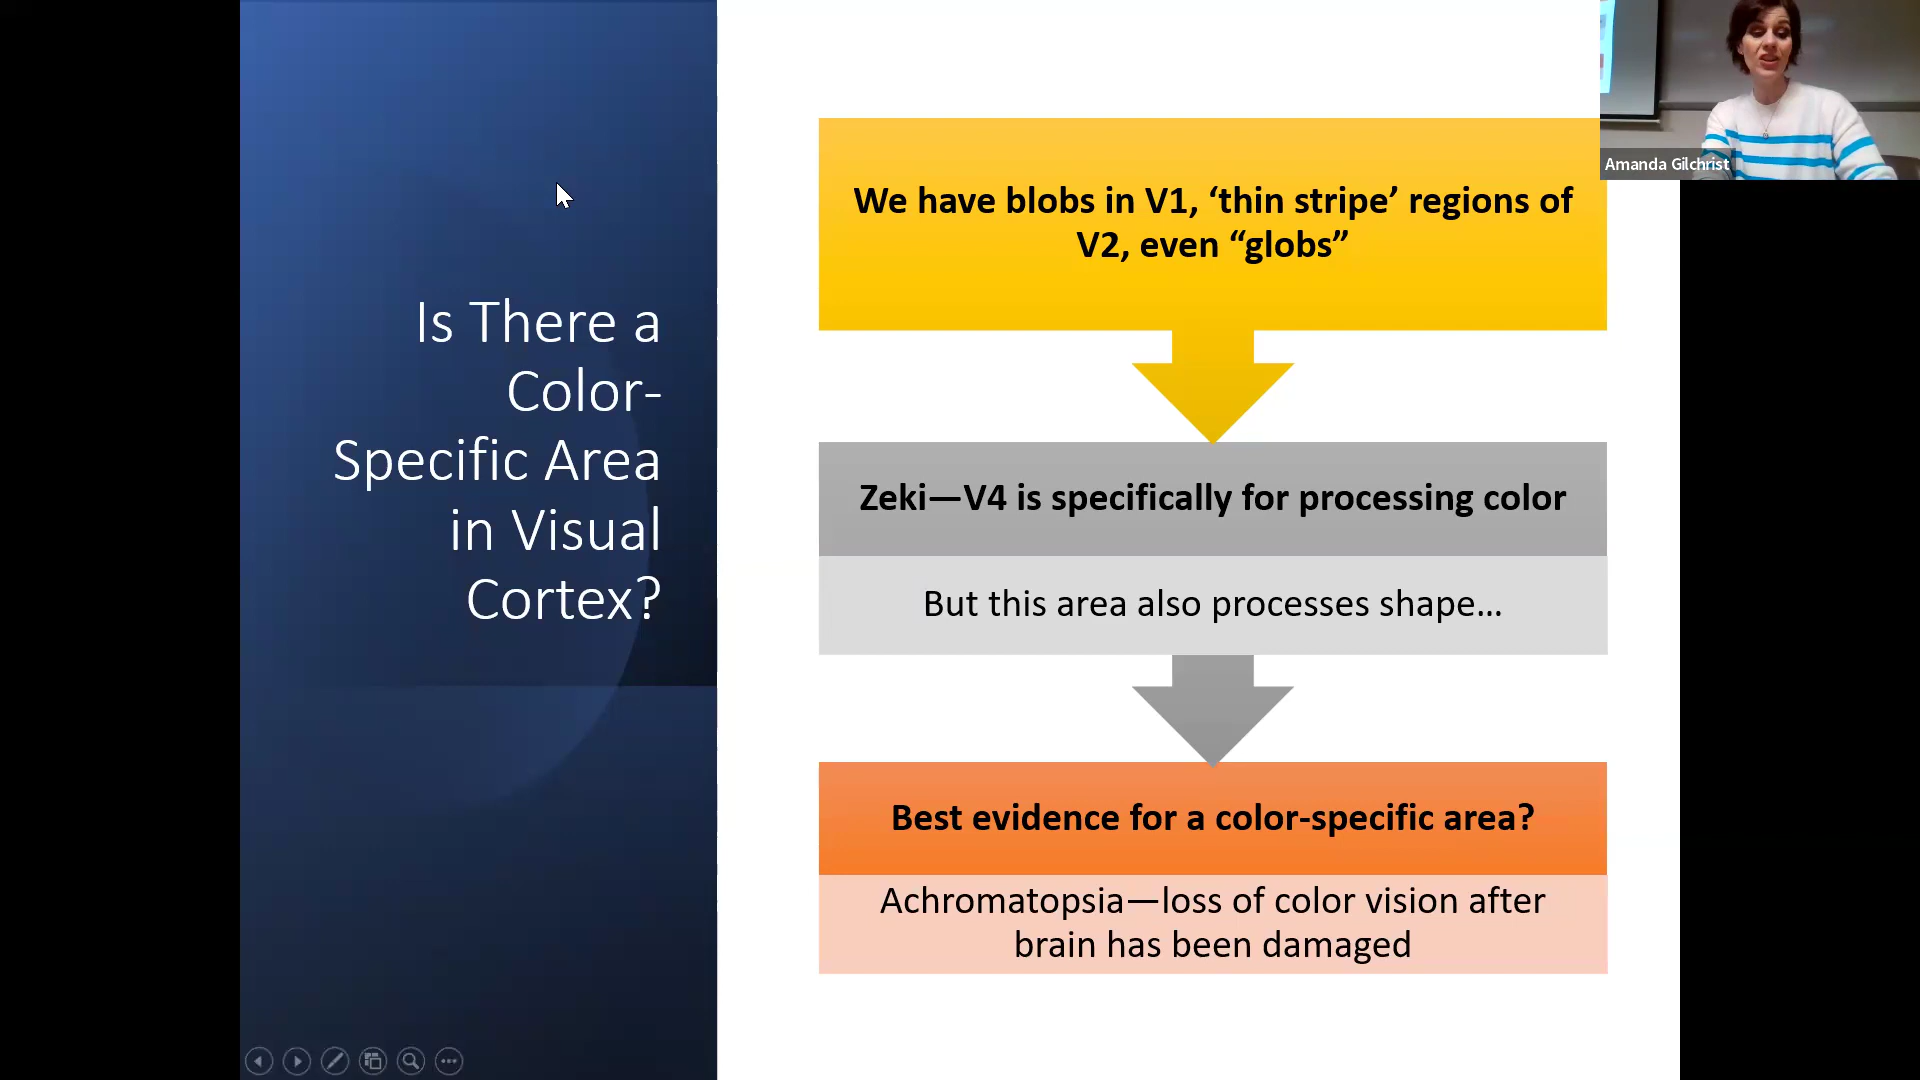 Is There a
Color-
Specific Area
in Visual
Cortex?
We have blobs in V1, ‘thin stripe’ regions of
V2, even “globs”
Zeki—V4 is specifically for processing color
But this area also processes shape…
Best evidence for a color-specific area?
Achromatopsia—loss of color vision after
brain has been damaged
Amanda Gilchrist